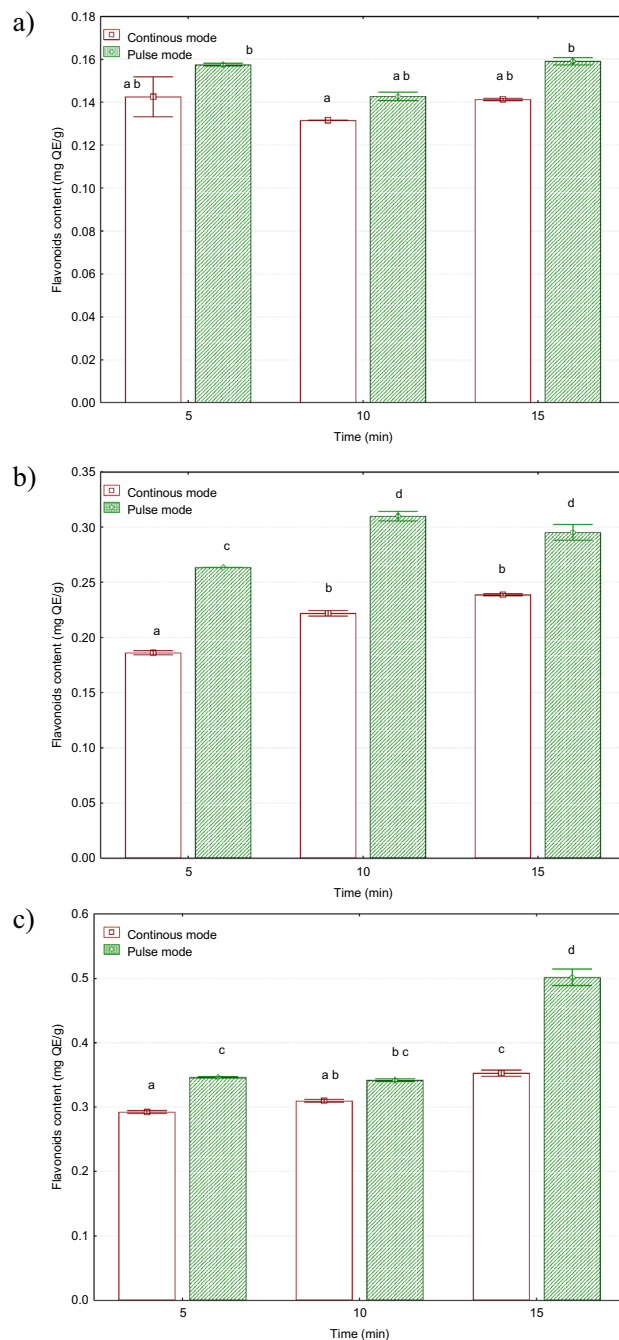 a)
0.18
Continous mode
Pulse mode
b
b
0.16
a b
a b
a b
a
0.14
0.12
0.10
0.08
0.06
0.04
0.02
0.00
Flavonoids content (mg QE/g)
5
10
15
Time (min)
b)
0.35
Continous mode
Pulse mode
d
d
0.30
c
b
b
0.25
a
0.20
0.15
0.10
0.05
0.00
Flavonoids content (mg QE/g)
5
10
15
Time (min)
c)
0.6
Continous mode
Pulse mode
d
0.5
0.4
c
b c
c
a
a b
0.3
0.2
0.1
0.0
Flavonoids content (mg QE/g)
5
10
15
Time (min)